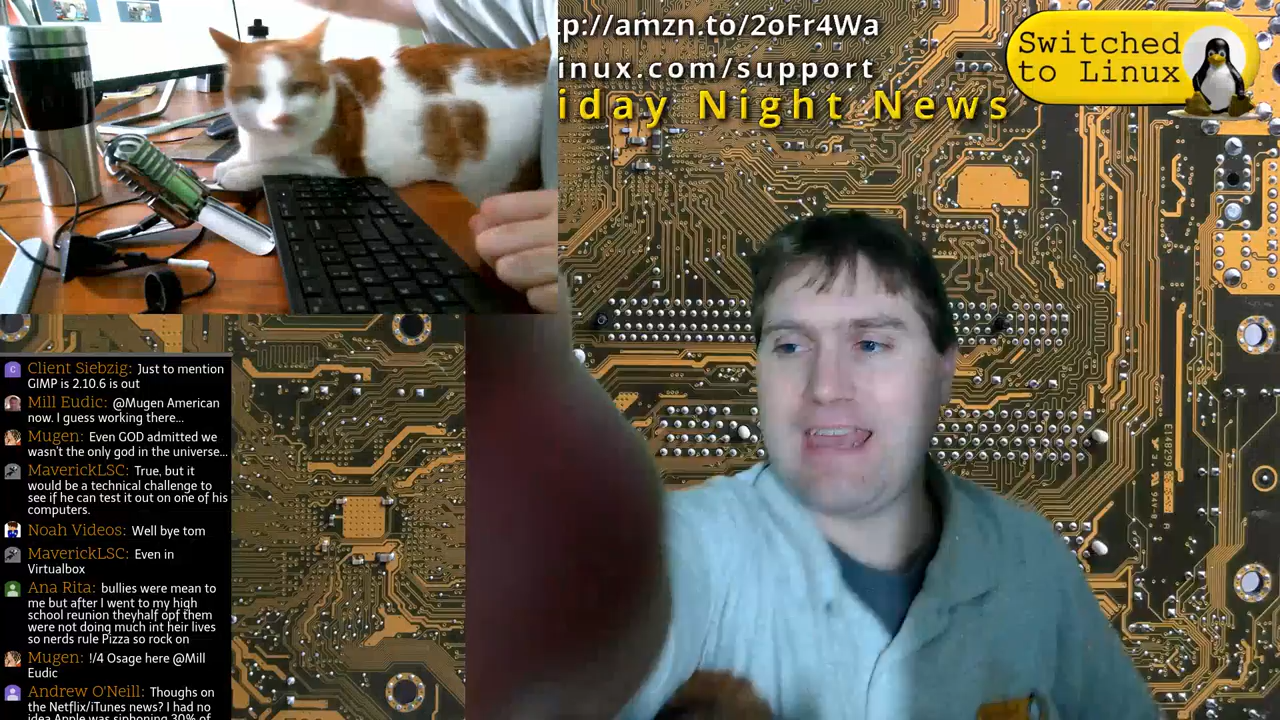 tp://amzn.to/2oFr4Wa
inux.com/support
iday Night News
Switched
to Linux
Client Siebzig: Just to mention
GIMP is 2.10.6 is out
Mill Eudic: @Mugen American
now. I guess working there...
Mugen: Even GOD admitted we
wasn't the only god in the universe...
MaverickLSC: True, but it
would be a technical challenge to
see if he can test it out on one of his
computers.
Noah Videos: Well bye tom
MaverickLSC: Even in
Virtualbox
Ana Rita: bullies were mean to
me but after I went to my high
school reunion theyhalf opf them
were not doing much int heir lives
so nerds rule Pizza so rock on
Mugen: !/4 Osage here @Mill
Eudic
Andrew O'Neill: Thoughs on
the Netflix/iTunes news? I had no
idea Apple was siphoning 30% of
E148299
94V-0